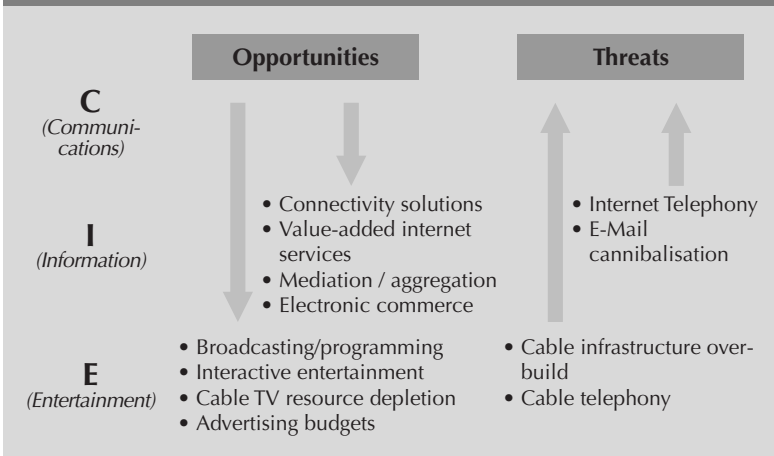 Opportunities
Threats
C
(Communi-
cations)
I
(Information)
• Connectivity solutions
• Value-added internet
services
• Mediation / aggregation
• Electronic commerce
• Internet Telephony
• E-Mail
cannibalisation
E
(Entertainment)
• Broadcasting/programming
• Interactive entertainment
• Cable TV resource depletion
• Advertising budgets
• Cable infrastructure over-
build
• Cable telephony